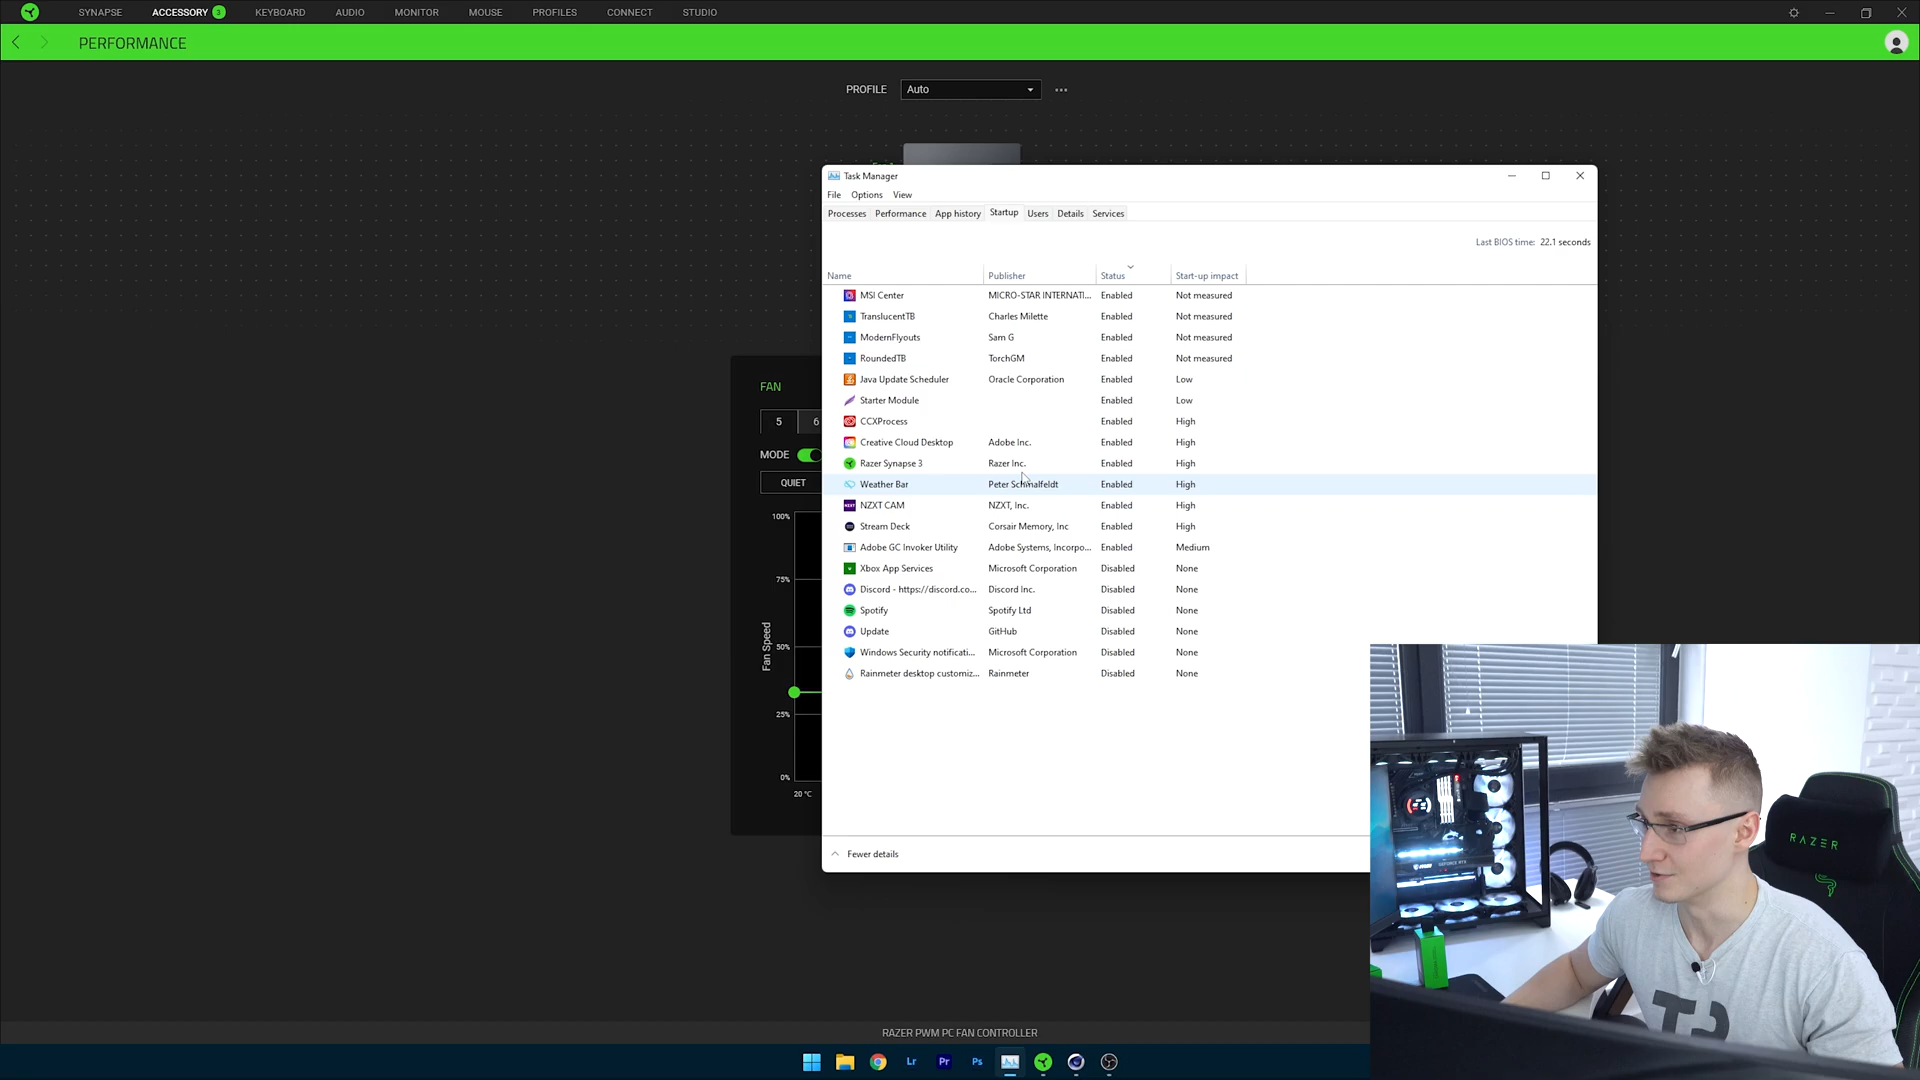 SYNAPSE ACCESSORY 3 KEYBOARD AUDIO MONITOR MOUSE PROFILES CONNECT STUDIO
PERFORMANCE
PROFILE Auto
Task Manager
File Options View
Processes Performance App history Startup Users Details Services
Last BIOS time: 22.1 seconds
Name Publisher Status Start-up impact
MSI Center MICRO-STAR INTERNATI... Enabled Not measured
TranslucentTB Charles Milette Enabled Not measured
ModernFlyouts Sam G Enabled Not measured
RoundedTB TorchGM Enabled Not measured
Java Update Scheduler Oracle Corporation Enabled Low
Starter Module Enabled Low
CCXProcess Enabled High
Creative Cloud Desktop Adobe Inc. Enabled High
Razer Synapse 3 Razer Inc. Enabled High
Weather Bar Peter Schmalfeldt Enabled High
NZXT CAM NZXT, Inc. Enabled High
Stream Deck Corsair Memory, Inc Enabled High
Adobe GC Invoker Utility Adobe Systems, Incorpo... Enabled Medium
Xbox App Services Microsoft Corporation Disabled None
Discord - https://discord.co... Discord Inc. Disabled None
Spotify Spotify Ltd Disabled None
Update GitHub Disabled None
Windows Security notificati... Microsoft Corporation Disabled None
Rainmeter desktop customiz... Rainmeter Disabled None
Fewer details
FAN
5 6
MODE
QUIET
100%
75%
50%
25%
0%
Fan Speed
20 °C
RAZER PWM PC FAN CONTROLLER
Lr Pr Ps
RAZER
GEFORCE RTX